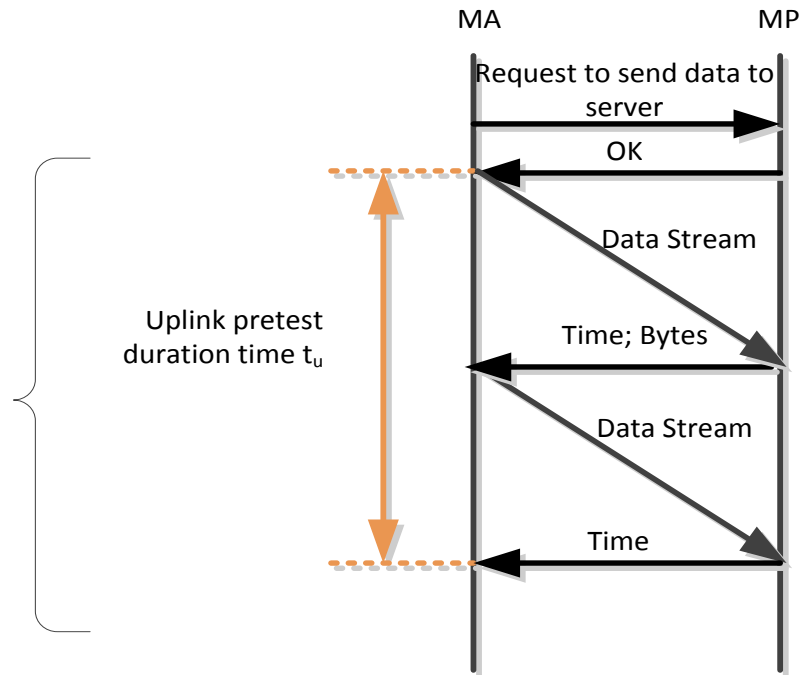 MA
MP
Request to send data to
server
OK
Data Stream
Uplink pretest
duration time tᵤ
Time; Bytes
Data Stream
Time